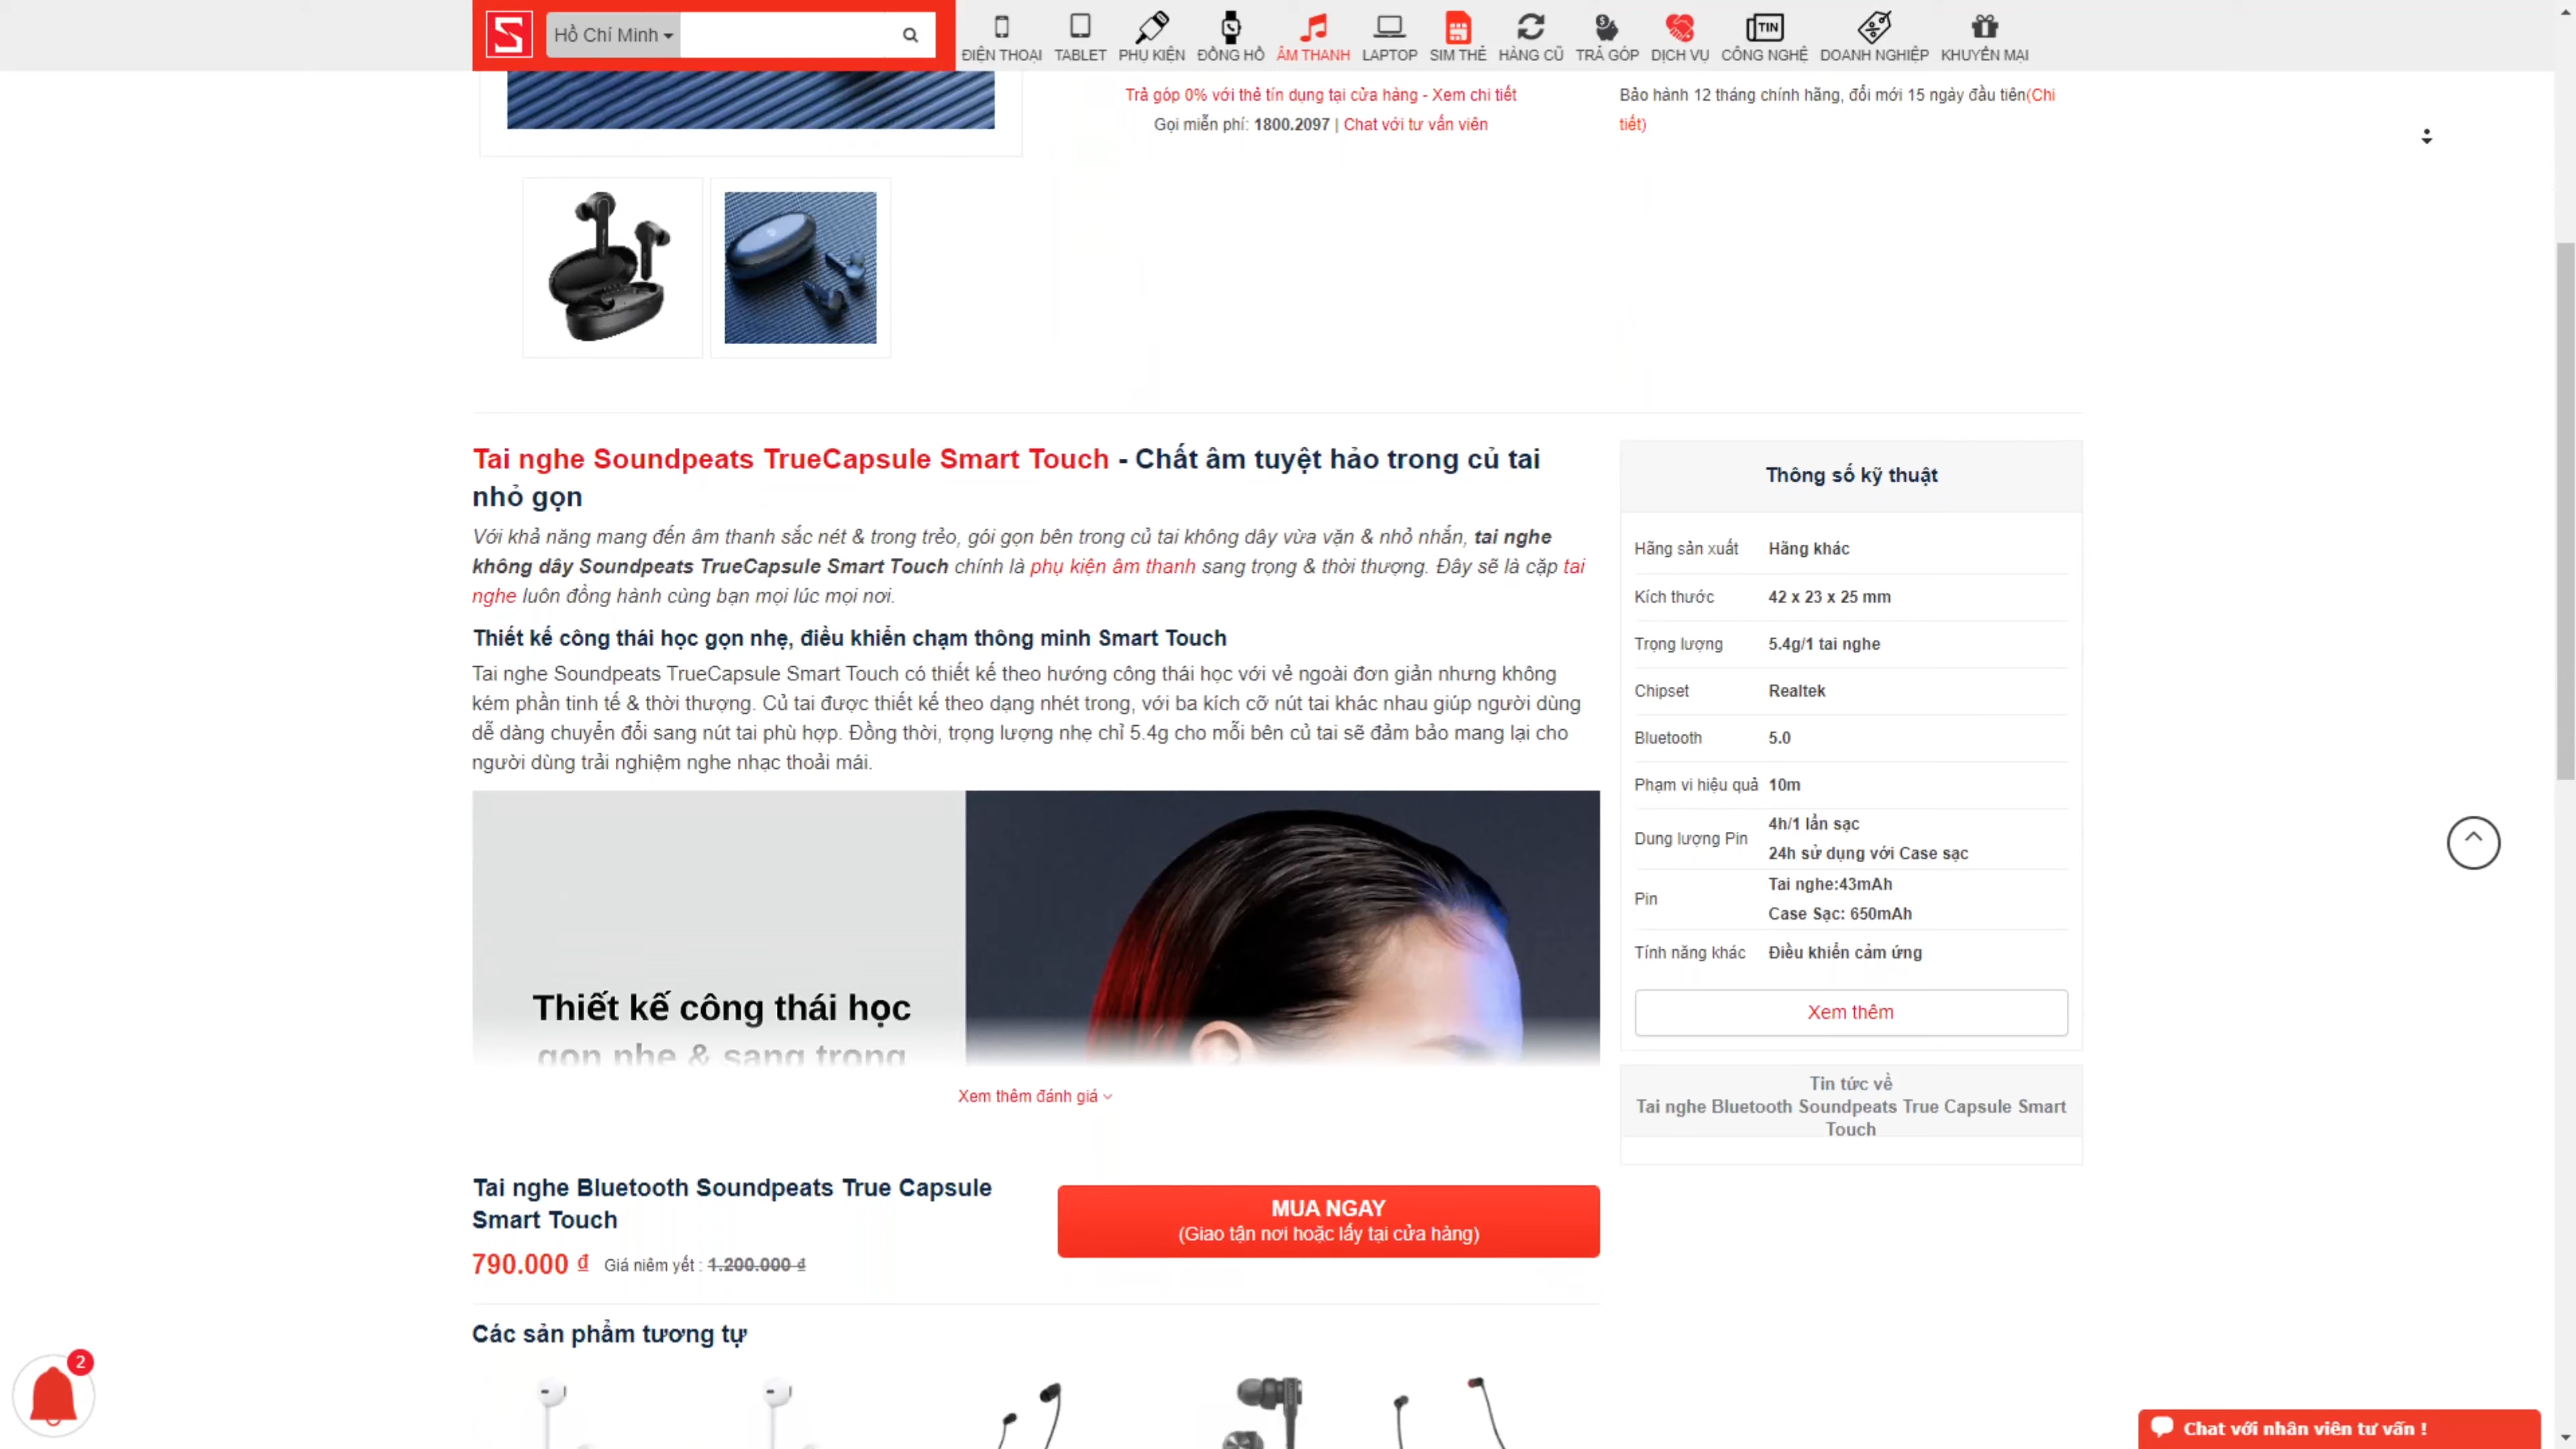 Hồ Chí Minh
ĐIỆN THOẠI
TABLET
PHỤ KIỆN
ĐỒNG HỒ
ÂM THANH
LAPTOP
SIM THẺ
HÀNG CŨ
TRẢ GÓP
DỊCH VỤ
TIN
CÔNG NGHỆ
DOANH NGHIỆP
KHUYẾN MẠI
Trả góp 0% với thẻ tín dụng tại cửa hàng - Xem chi tiết
Gọi miễn phí: 1800.2097 | Chat với tư vấn viên
Bảo hành 12 tháng chính hãng, đổi mới 15 ngày đầu tiên(Chi
tiết)
Tai nghe Soundpeats TrueCapsule Smart Touch - Chất âm tuyệt hảo trong củ tai
nhỏ gọn
Với khả năng mang đến âm thanh sắc nét & trong trẻo, gói gọn bên trong củ tai không dây vừa vặn & nhỏ nhắn, tai nghe
không dây Soundpeats TrueCapsule Smart Touch chính là phụ kiện âm thanh sang trọng & thời thượng. Đây sẽ là cặp tai
nghe luôn đồng hành cùng bạn mọi lúc mọi nơi.
Thiết kế công thái học gọn nhẹ, điều khiển chạm thông minh Smart Touch
Tai nghe Soundpeats TrueCapsule Smart Touch có thiết kế theo hướng công thái học với vẻ ngoài đơn giản nhưng không
kém phần tinh tế & thời thượng. Củ tai được thiết kế theo dạng nhét trong, với ba kích cỡ nút tai khác nhau giúp người dùng
dễ dàng chuyển đổi sang nút tai phù hợp. Đồng thời, trọng lượng nhẹ chỉ 5.4g cho mỗi bên củ tai sẽ đảm bảo mang lại cho
người dùng trải nghiệm nghe nhạc thoải mái.
Thiết kế công thái học
gọn nhẹ & sang trọng
Xem thêm đánh giá
Tai nghe Bluetooth Soundpeats True Capsule
Smart Touch
790.000 ₫ Giá niêm yết : 1.200.000 ₫
MUA NGAY
(Giao tận nơi hoặc lấy tại cửa hàng)
Các sản phẩm tương tự
Thông số kỹ thuật
Hãng sản xuất Hãng khác
Kích thước 42 x 23 x 25 mm
Trọng lượng 5.4g/1 tai nghe
Chipset Realtek
Bluetooth 5.0
Phạm vi hiệu quả 10m
Dung lượng Pin 4h/1 lần sạc
24h sử dụng với Case sạc
Pin Tai nghe:43mAh
Case Sạc: 650mAh
Tính năng khác Điều khiển cảm ứng
Xem thêm
Tin tức về
Tai nghe Bluetooth Soundpeats True Capsule Smart
Touch
2
Chat với nhân viên tư vấn !